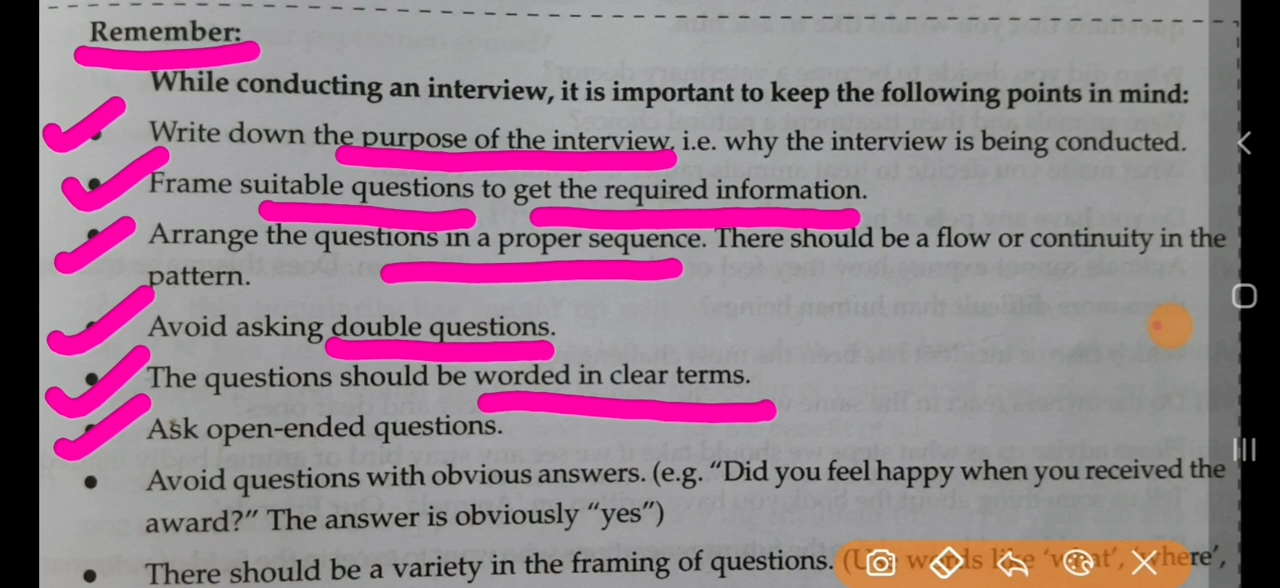 Remember:
While conducting an interview, it is important to keep the following points in mind:
Write down the purpose of the interview, i.e. why the interview is being conducted.
Frame suitable questions to get the required information.
Arrange the questions in a proper sequence. There should be a flow or continuity in the
pattern.
Avoid asking double questions.
The questions should be worded in clear terms.
Ask open-ended questions.
Avoid questions with obvious answers. (e.g. "Did you feel happy when you received the
award?" The answer is obviously "yes")
There should be a variety in the framing of questions. (Use words like 'what', 'where',